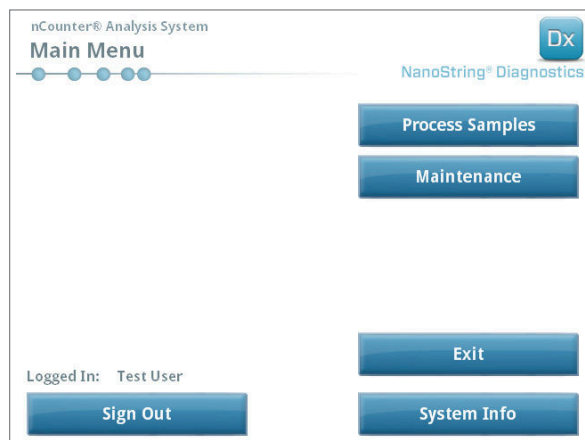 nCounter® Analysis System
Main Menu
Dx
NanoString® Diagnostics
Process Samples
Maintenance
Exit
Logged In: Test User
Sign Out
System Info